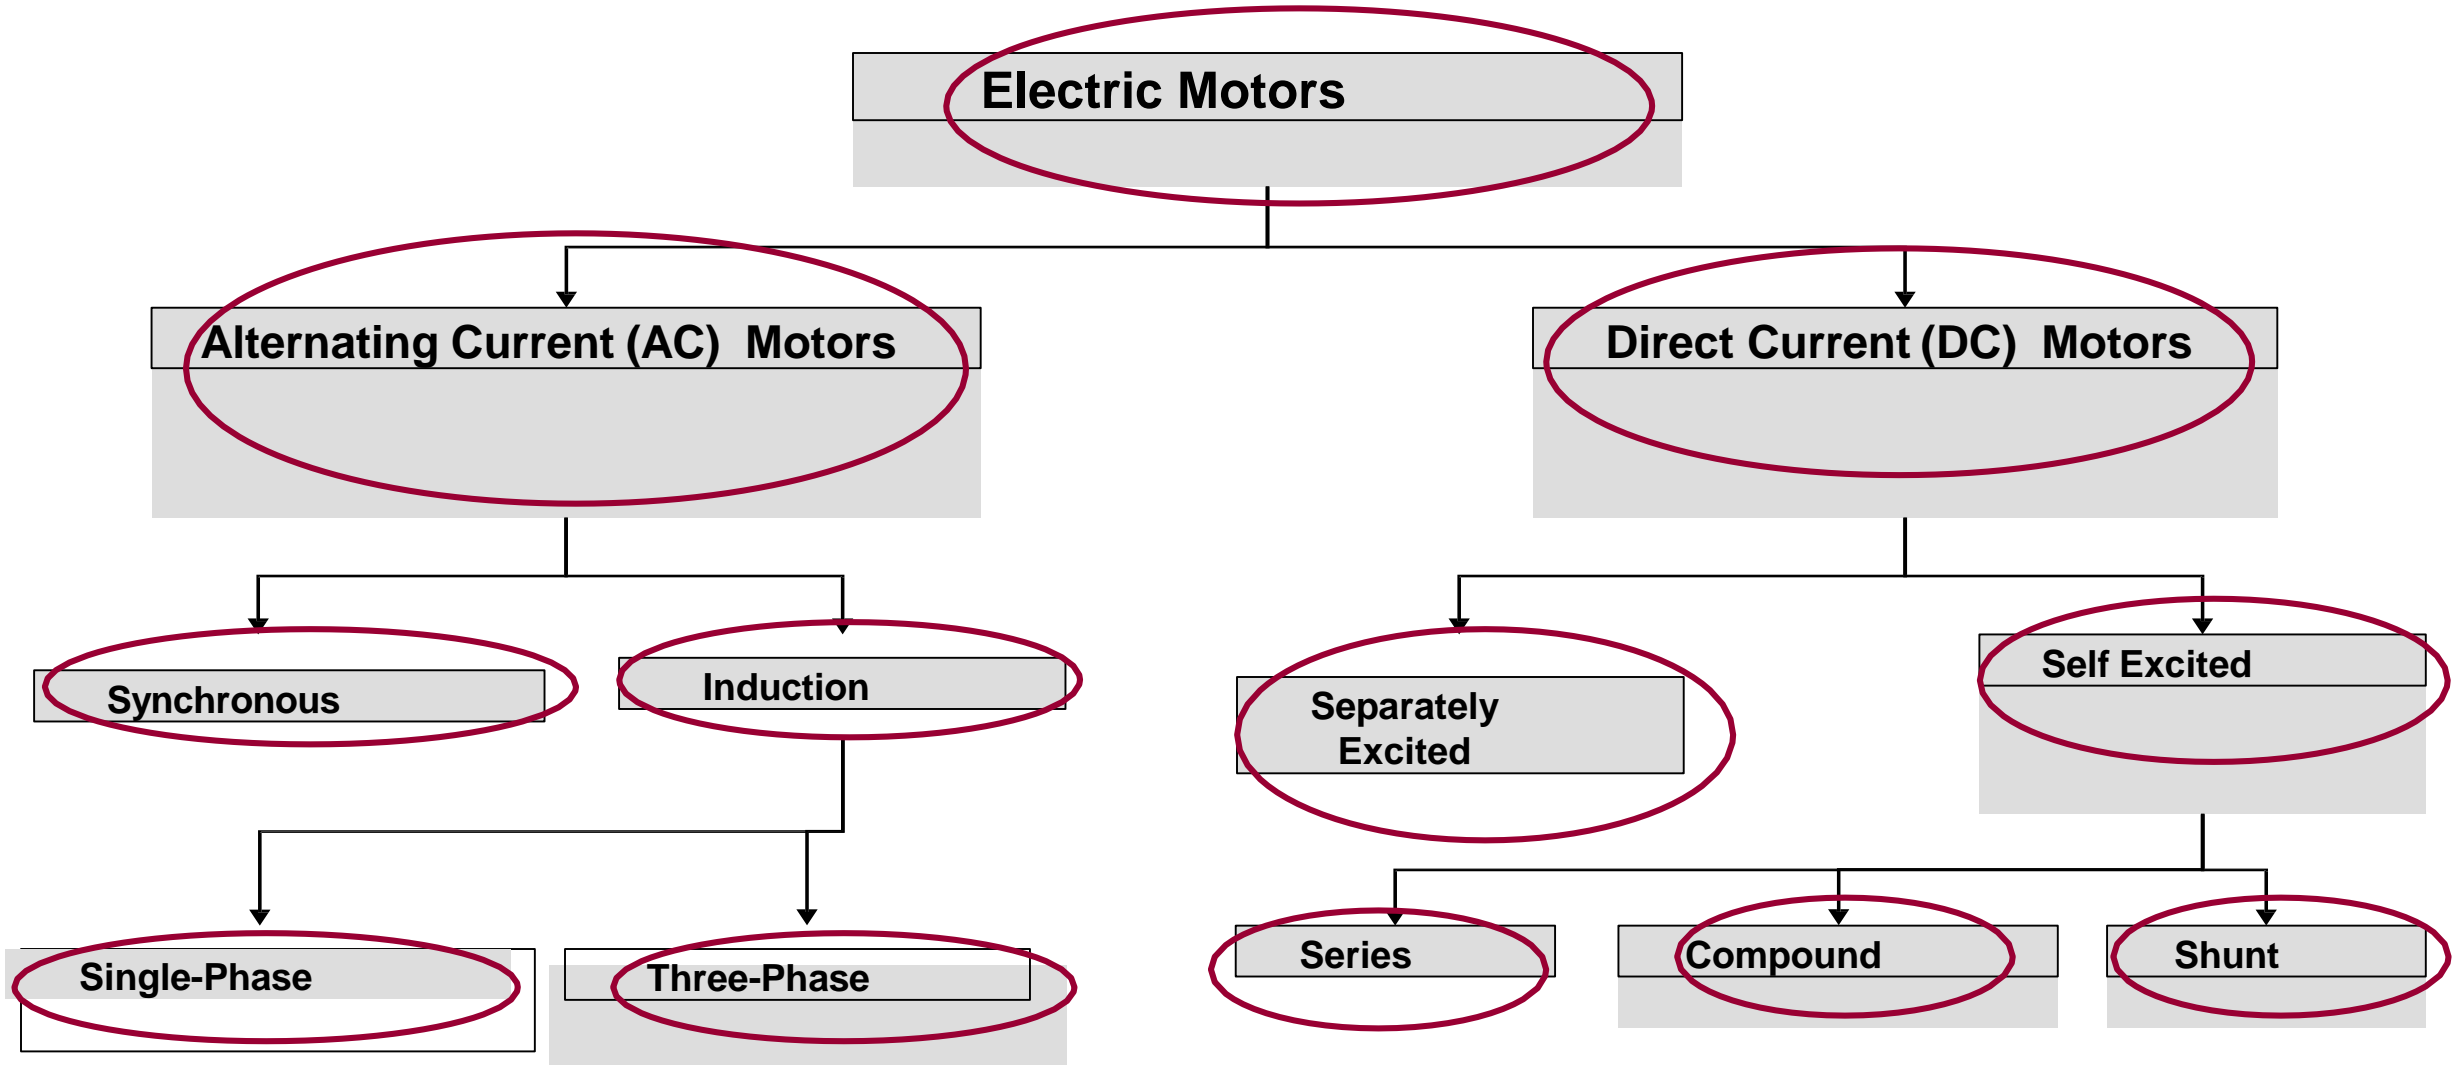 Electric Motors
Alternating Current (AC) Motors
Direct Current (DC) Motors
Synchronous
Induction
Separately
Excited
Self Excited
Single-Phase
Three-Phase
Series
Compound
Shunt